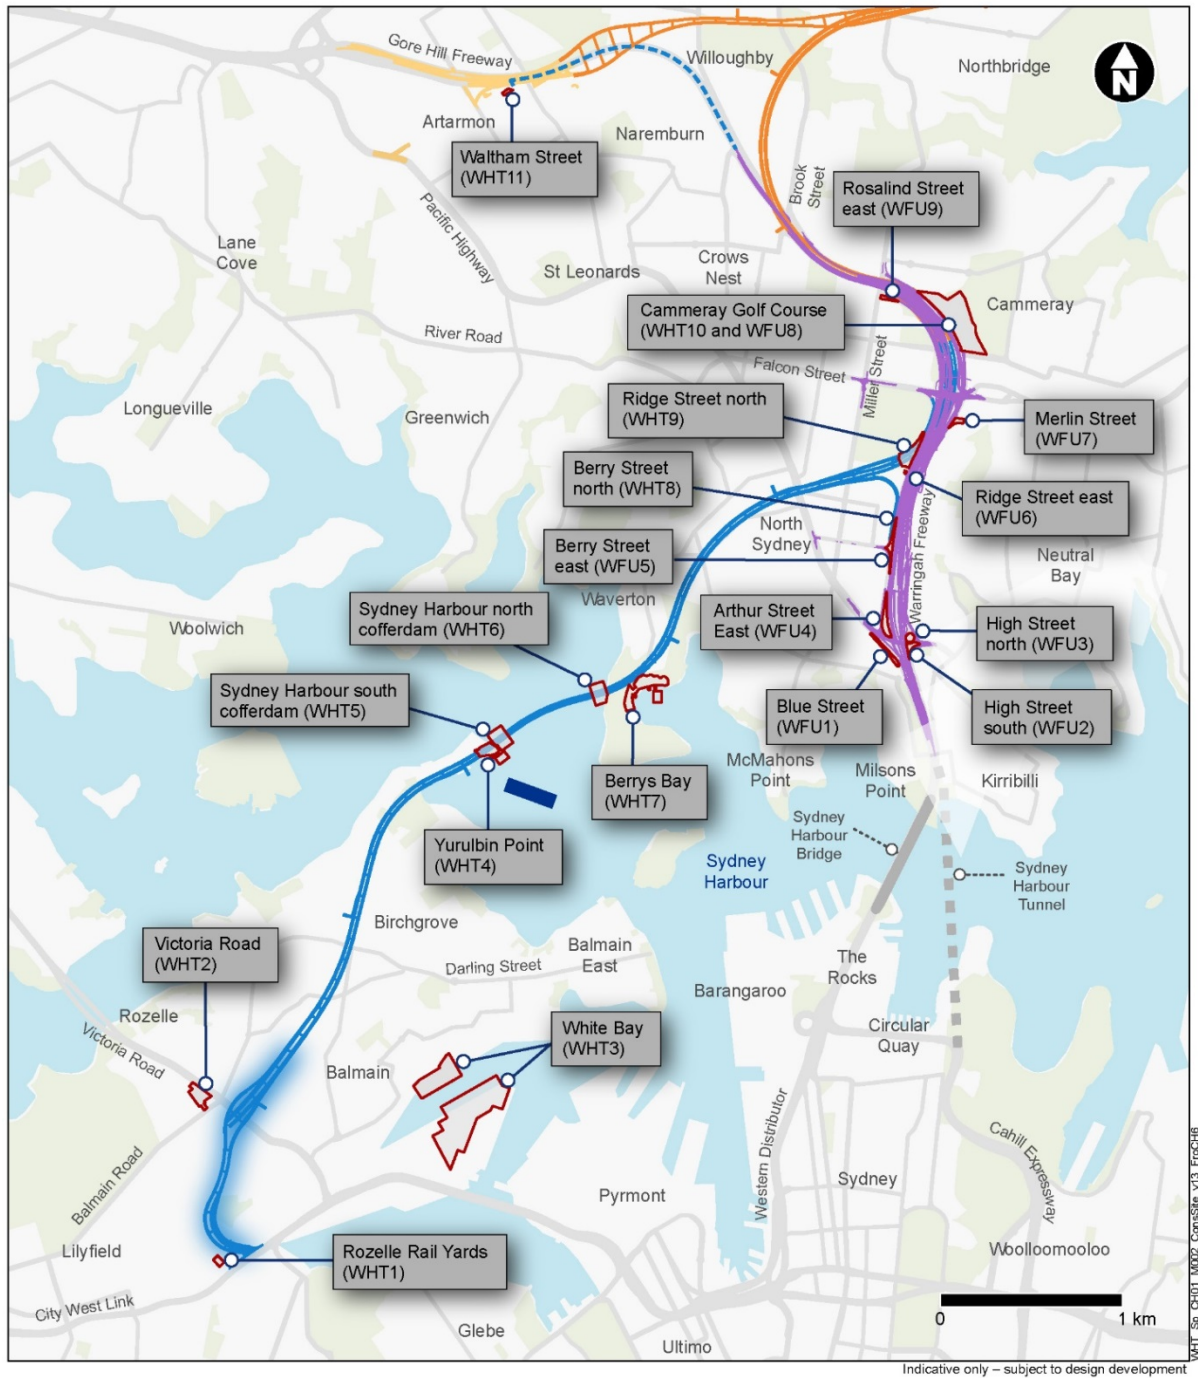 Gore Hill Freeway
Willoughby
Northbridge
N
Artarmon
Naremburn
Waltham Street
(WHT11)
Brook
Street
Rosalind Street
east (WFU9)
Pacific Highway
Lane
Cove
St Leonards
Crows
Nest
Cammeray Golf Course
(WHT10 and WFU8)
Cammeray
River Road
Miller Street
Falcon Street
Longueville
Greenwich
Ridge Street north
(WHT9)
Merlin Street
(WFU7)
Berry Street
north (WHT8)
Ridge Street east
(WFU6)
North
Sydney
Warringah Freeway
Berry Street
east (WFU5)
Neutral
Bay
Waverton
Sydney Harbour north
cofferdam (WHT6)
Arthur Street
East (WFU4)
High Street
north (WFU3)
Woolwich
Sydney Harbour south
cofferdam (WHT5)
Blue Street
(WFU1)
High Street
south (WFU2)
Berrys Bay
(WHT7)
McMahons
Point
Milsons
Point
Kirribilli
Yurulbin Point
(WHT4)
Sydney
Harbour
Bridge
Sydney
Harbour
Sydney
Harbour
Tunnel
Birchgrove
Victoria Road
(WHT2)
Darling Street
Balmain
East
The
Rocks
Barangaroo
Rozelle
Victoria Road
White Bay
(WHT3)
Circular
Quay
Balmain
Western Distributor
Cahill Expressway
Balmain Road
Pyrmont
Sydney
Lilyfield
Rozelle Rail Yards
(WHT1)
Woolloomooloo
City West Link
Glebe
Ultimo
0 1 km
WHT_Sp_CH01_M002_ConsSite_v13_FroCH6
Indicative only – subject to design development